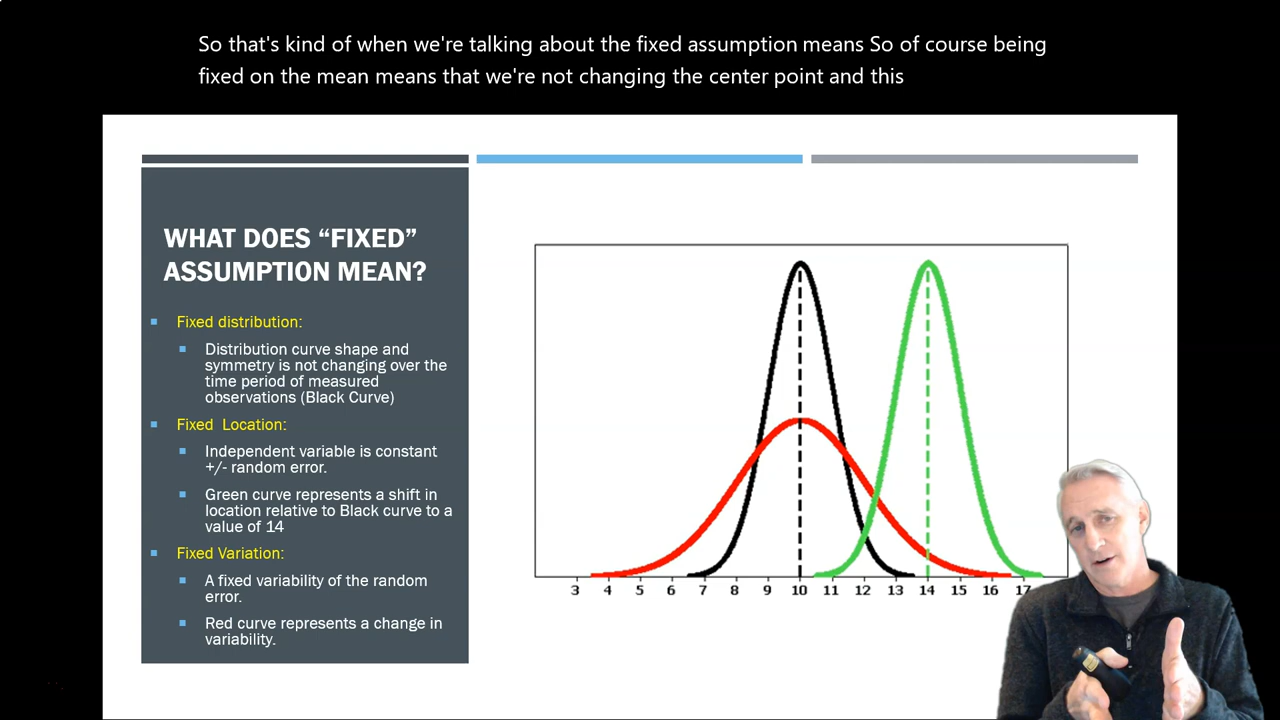 So that's kind of when we're talking about the fixed assumption means So of course being
fixed on the mean means that we're not changing the center point and this
WHAT DOES “FIXED”
ASSUMPTION MEAN?
Fixed distribution:
Distribution curve shape and
symmetry is not changing over the
time period of measured
observations (Black Curve)
Fixed Location:
Independent variable is constant
+/- random error.
Green curve represents a shift in
location relative to Black curve to a
value of 14
Fixed Variation:
A fixed variability of the random
error.
Red curve represents a change in
variability.
3 4 5 6 7 8 9 10 11 12 13 14 15 16 17